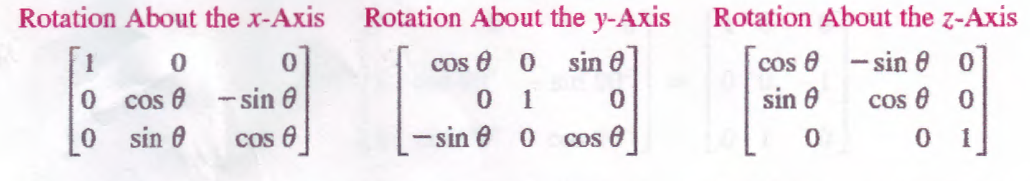 Rotation About the x-Axis Rotation About the y-Axis Rotation About the z-Axis
1 0 0 cos θ 0 sin θ cos θ − sin θ 0
0 cos θ − sin θ 0 1 0 sin θ cos θ 0
0 sin θ cos θ − sin θ 0 cos θ 0 0 1